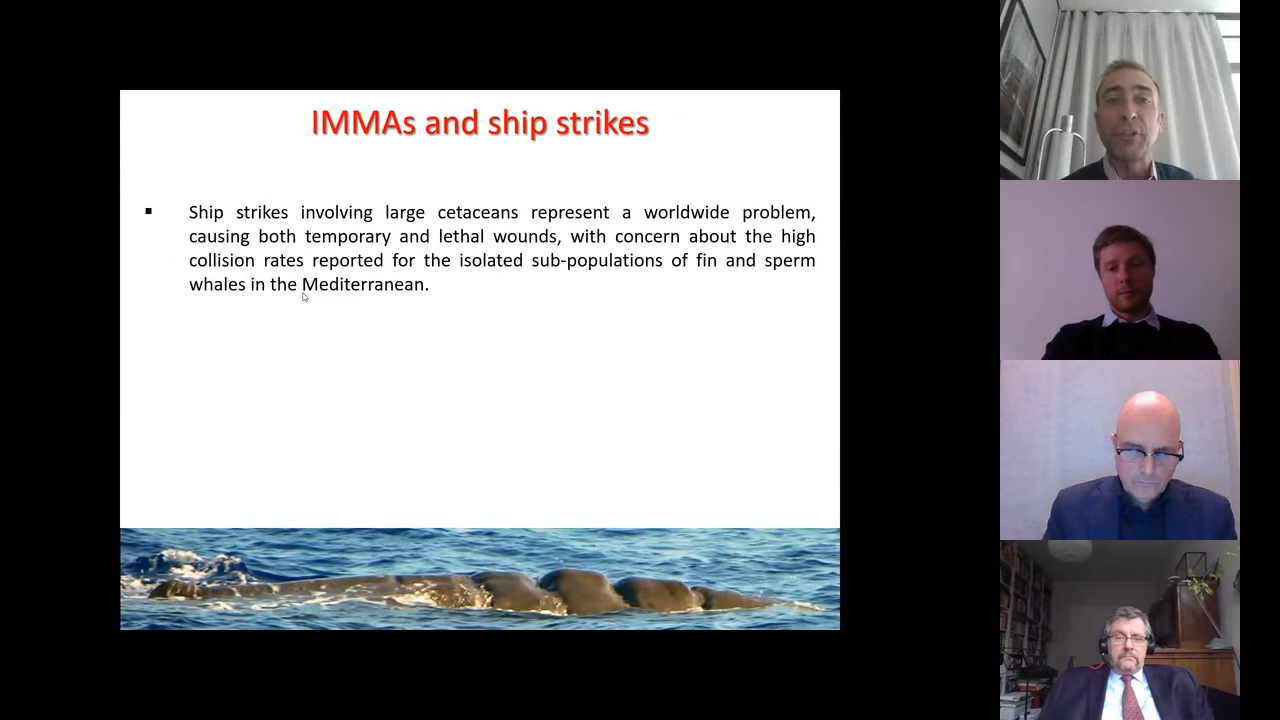 IMMAs and ship strikes
▪ Ship strikes involving large cetaceans represent a worldwide problem,
causing both temporary and lethal wounds, with concern about the high
collision rates reported for the isolated sub-populations of fin and sperm
whales in the Mediterranean.